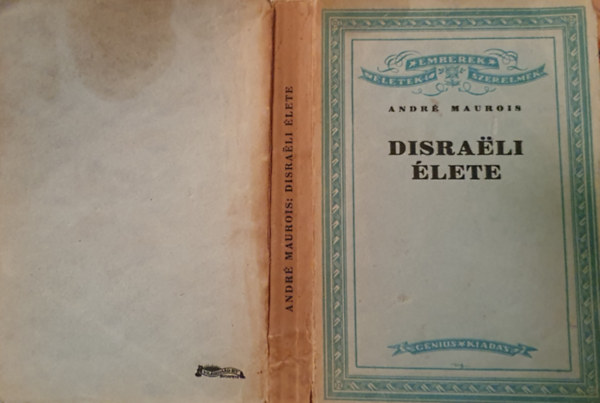 ANDRÉ MAUROIS: DISRAËLI ÉLETE
EMBEREK
ÉLETEK
SZERELMEK
ANDRÉ MAUROIS
DISRAËLI
ÉLETE
GENIUS KIADÁS